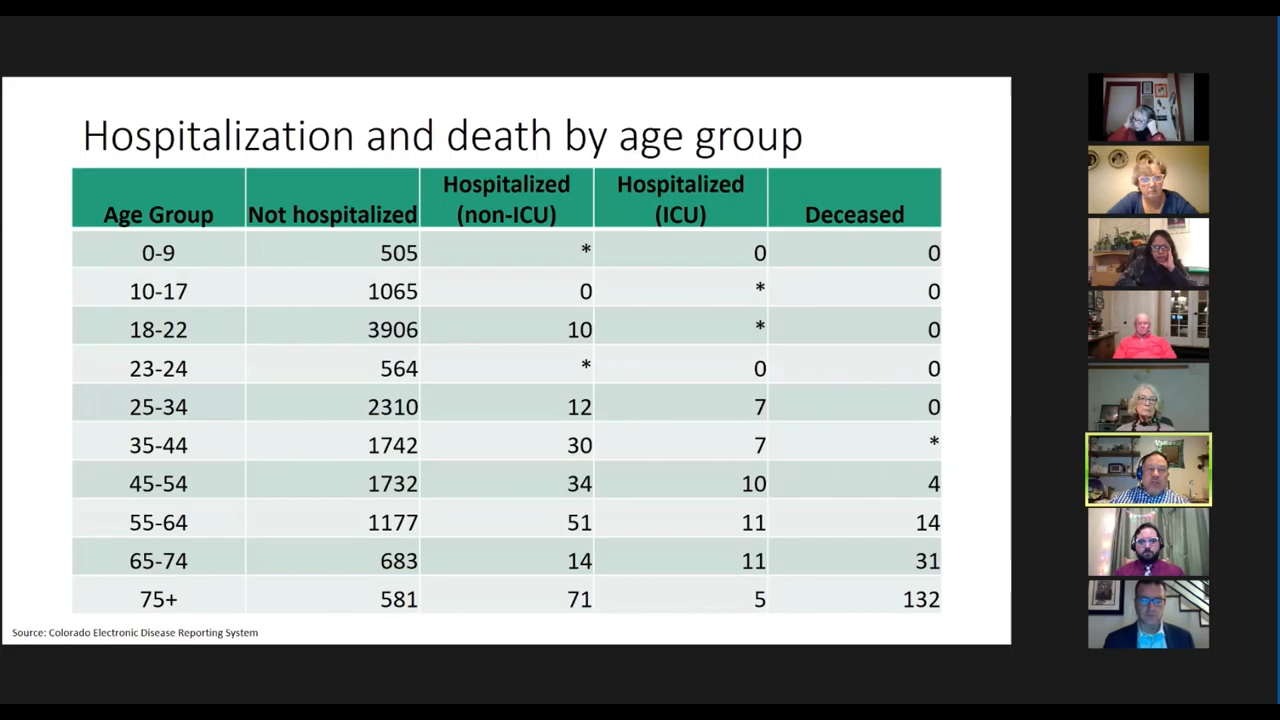 Hospitalization and death by age group
Age Group Not hospitalized Hospitalized (non-ICU) Hospitalized (ICU) Deceased
0-9 505 * 0 0
10-17 1065 0 * 0
18-22 3906 10 * 0
23-24 564 * 0 0
25-34 2310 12 7 0
35-44 1742 30 7 *
45-54 1732 34 10 4
55-64 1177 51 11 14
65-74 683 14 11 31
75+ 581 71 5 132
Source: Colorado Electronic Disease Reporting System